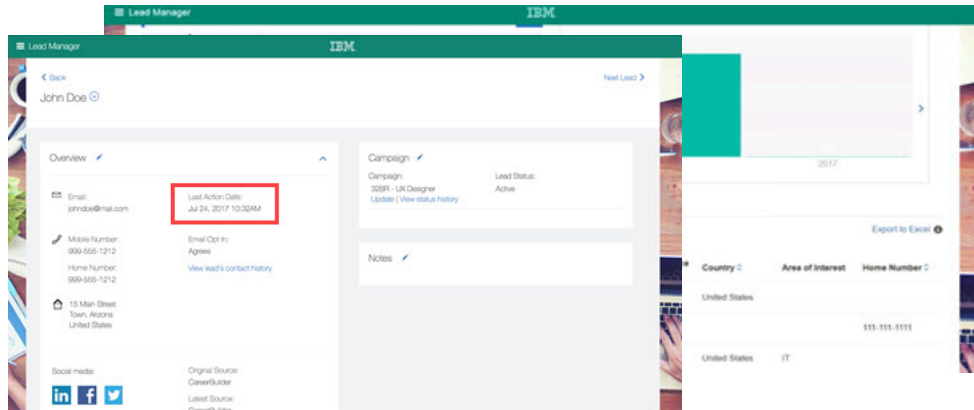 Lead Manager
IBM
Lead Manager
IBM
Back
Next Lead
John Doe
Overview
Email:
johndoe@mail.com
Last Action Date:
Jul 24, 2017 10:32AM
Mobile Number:
999-555-1212
Email Opt In:
Agrees
Home Number:
999-555-1212
View lead's contact history
15 Main Street
Town, Arizona
United States
Social media:
in f
Original Source:
CareerBuilder
Latest Source:
CareerBuilder
Campaign
Campaign:
32BR - UX Designer
Update | View status history
Lead Status:
Active
Notes
2017
Export to Excel
Country
Area of Interest
Home Number
United States
111-111-1111
United States
IT